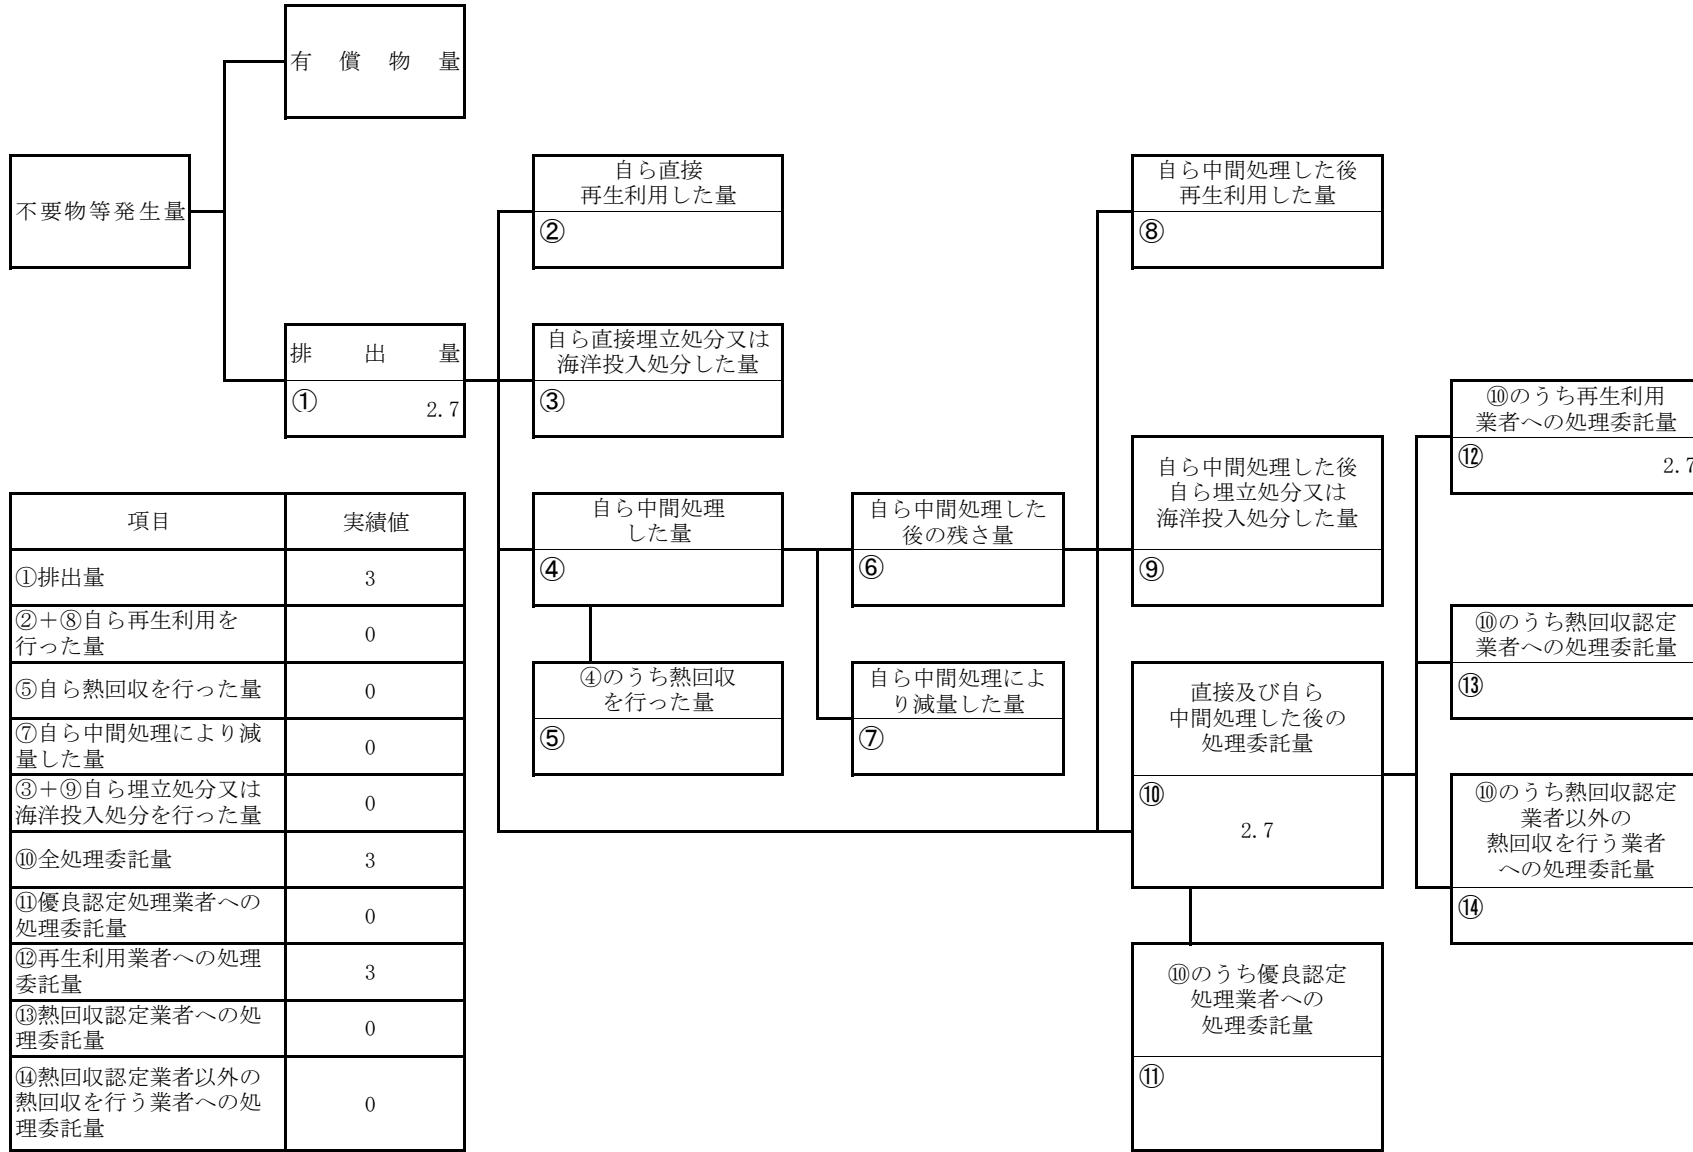 有償物量
不要物等発生量
自ら直接
再生利用した量
②
自ら中間処理した後
再生利用した量
⑧
排出量
① 2.7
自ら直接埋立処分又は
海洋投入処分した量
③
⑩のうち再生利用
業者への処理委託量
⑫ 2.7
自ら中間処理
した量
④
自ら中間処理した
後の残さ量
⑥
自ら中間処理した後
自ら埋立処分又は
海洋投入処分した量
⑨
⑩のうち熱回収認定
業者への処理委託量
⑬
④のうち熱回収
を行った量
⑤
自ら中間処理によ
り減量した量
⑦
直接及び自ら
中間処理した後の
処理委託量
⑩
2.7
⑩のうち熱回収認定
業者以外の
熱回収を行う業者
への処理委託量
⑭
⑩のうち優良認定
処理業者への
処理委託量
⑪
項目 実績値
①排出量 3
②+⑧自ら再生利用を
行った量 0
⑤自ら熱回収を行った量 0
⑦自ら中間処理により減
量した量 0
③+⑨自ら埋立処分又は
海洋投入処分を行った量 0
⑩全処理委託量 3
⑪優良認定処理業者への
処理委託量 0
⑫再生利用業者への処理
委託量 3
⑬熱回収認定業者への処
理委託量 0
⑭熱回収認定業者以外の
熱回収を行う業者への処
理委託量 0